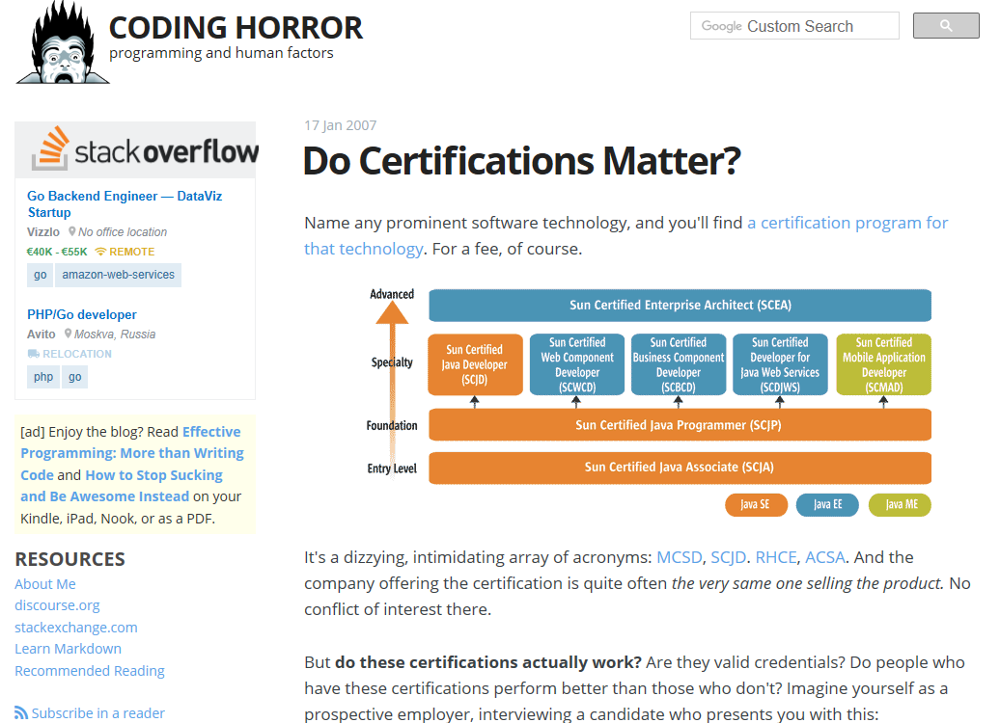 CODING HORROR
programming and human factors
Google Custom Search
stackoverflow
Go Backend Engineer — DataViz
Startup
Vizzlo No office location
€40K - €55K REMOTE
go amazon-web-services
PHP/Go developer
Avito Moskva, Russia
RELOCATION
php go
[ad] Enjoy the blog? Read Effective
Programming: More than Writing
Code and How to Stop Sucking
and Be Awesome Instead on your
Kindle, iPad, Nook, or as a PDF.
RESOURCES
About Me
discourse.org
stackexchange.com
Learn Markdown
Recommended Reading
Subscribe in a reader
17 Jan 2007
Do Certifications Matter?
Name any prominent software technology, and you'll find a certification program for
that technology. For a fee, of course.
Advanced
Sun Certified Enterprise Architect (SCEA)
Specialty
Sun Certified
Java Developer
(SCJD)
Sun Certified
Web Component
Developer
(SCWCD)
Sun Certified
Business Component
Developer
(SCBCD)
Sun Certified
Developer for
Java Web Services
(SCDJWS)
Sun Certified
Mobile Application
Developer
(SCMAD)
Foundation
Sun Certified Java Programmer (SCJP)
Entry Level
Sun Certified Java Associate (SCJA)
Java SE
Java EE
Java ME
It's a dizzying, intimidating array of acronyms: MCSD, SCJD. RHCE, ACSA. And the
company offering the certification is quite often the very same one selling the product. No
conflict of interest there.
But do these certifications actually work? Are they valid credentials? Do people who
have these certifications perform better than those who don't? Imagine yourself as a
prospective employer, interviewing a candidate who presents you with this: